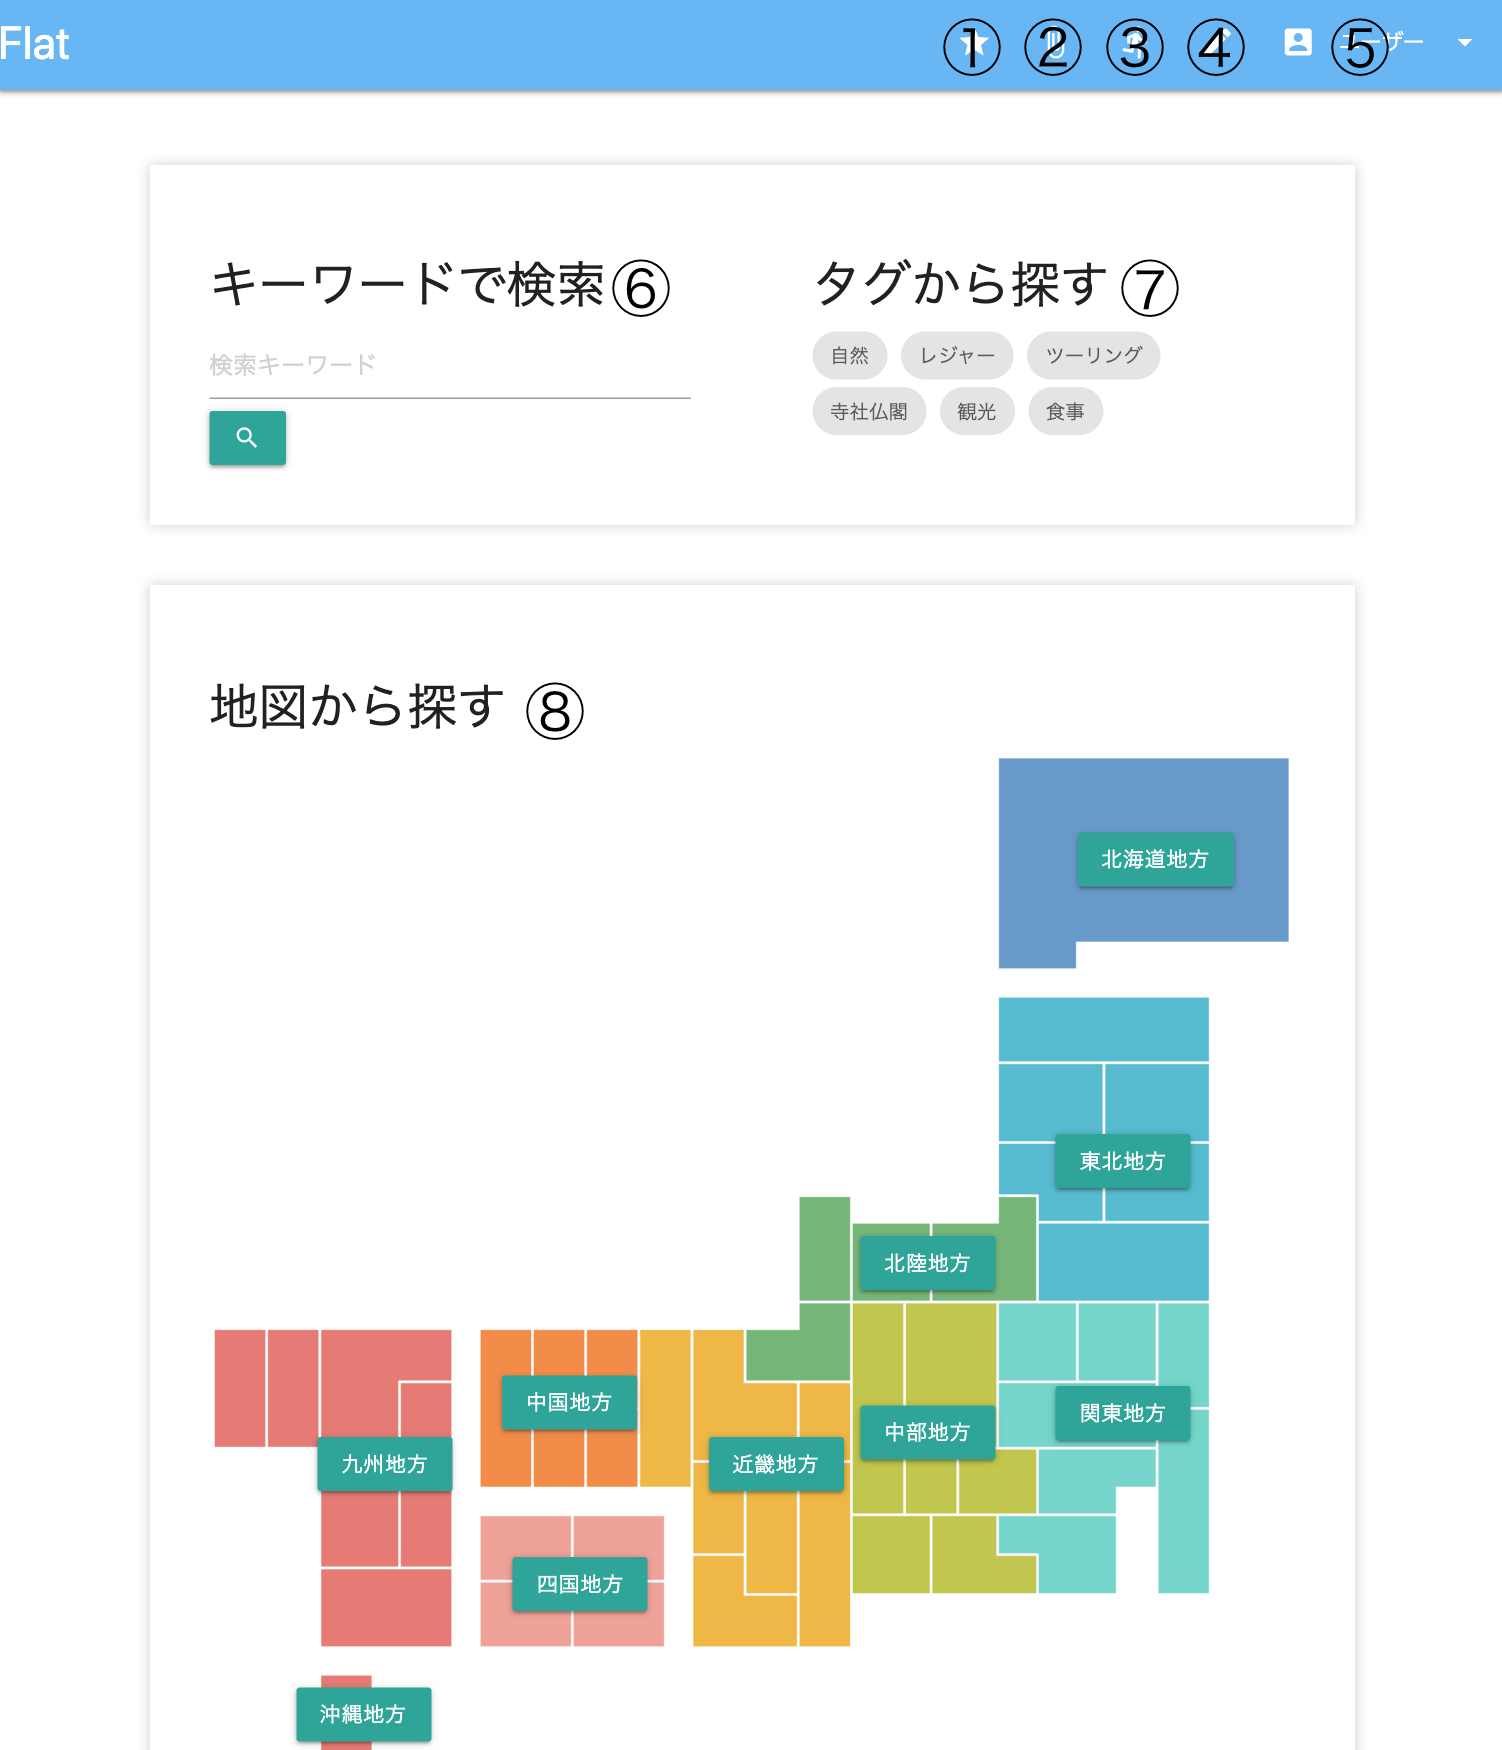 Flat ① ② ③ ④ ⑤ ユーザー
キーワードで検索⑥
検索キーワード
タグから探す ⑦
自然 レジャー ツーリング
寺社仏閣 観光 食事
地図から探す ⑧
北海道地方
東北地方
北陸地方
中国地方
関東地方
中部地方
九州地方
近畿地方
四国地方
沖縄地方